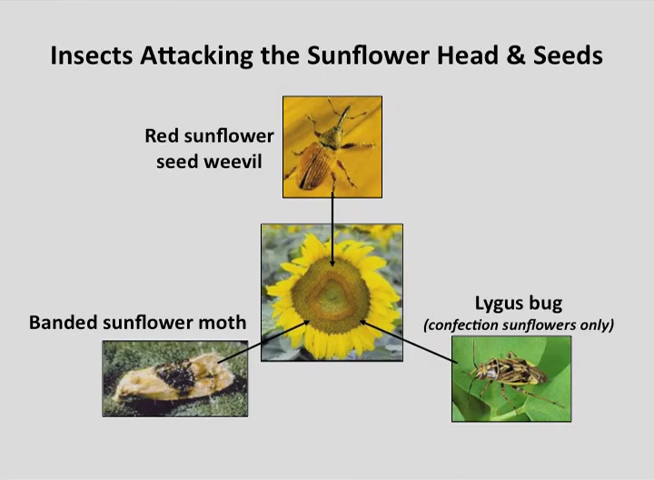 Insects Attacking the Sunflower Head & Seeds
Red sunflower
seed weevil
Banded sunflower moth
Lygus bug
(confection sunflowers only)